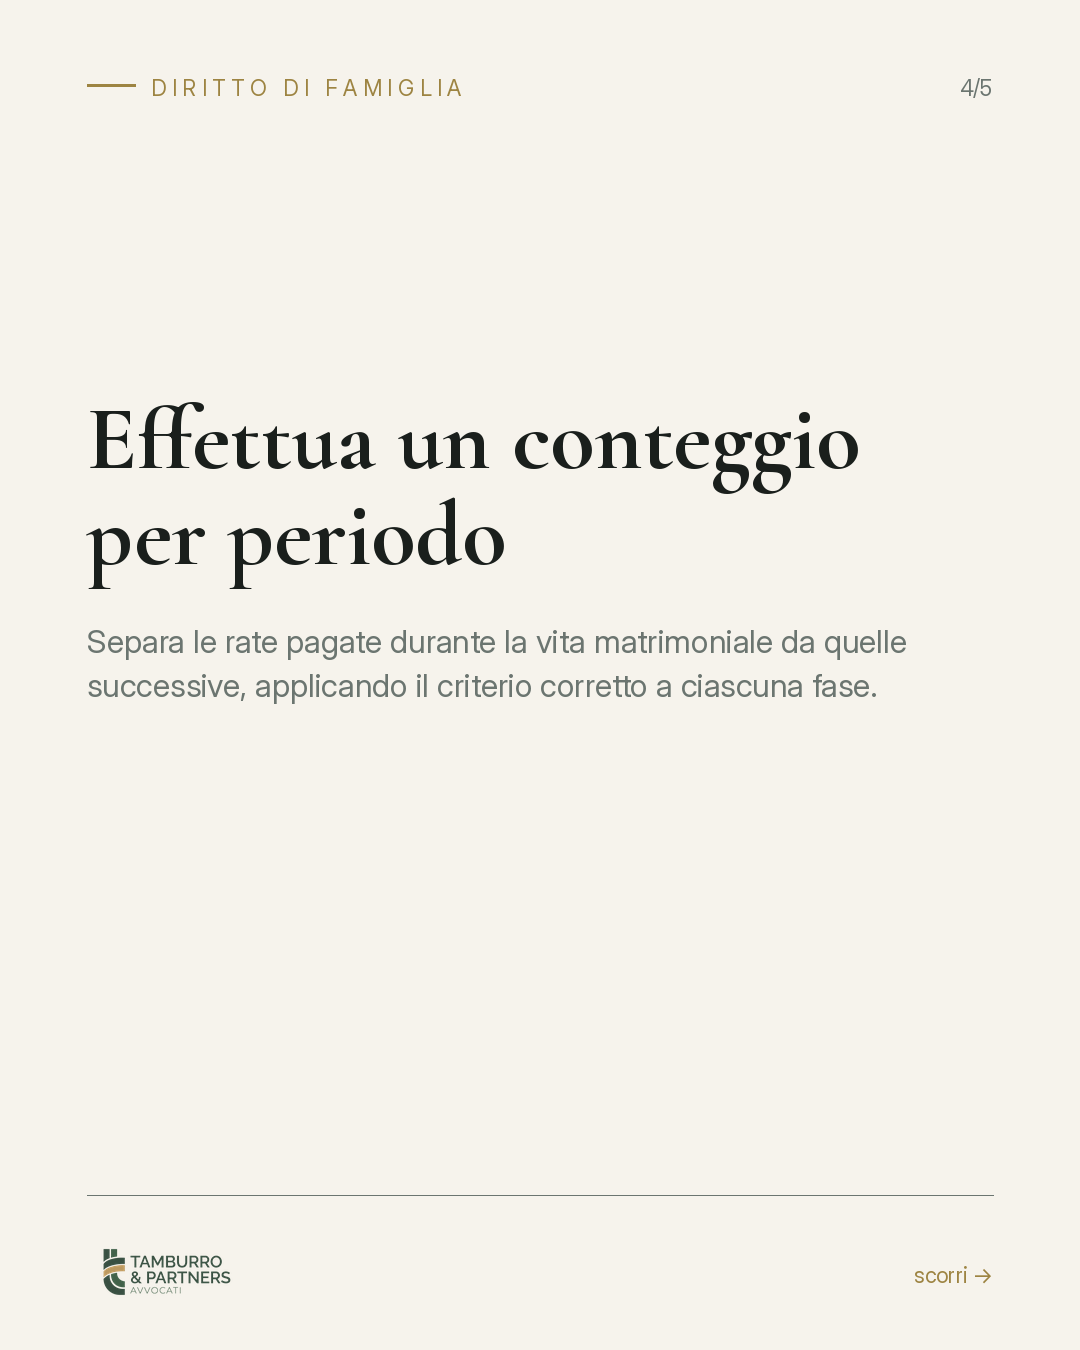 DIRITTO DI FAMIGLIA
4/5
Effettua un conteggio
per periodo
Separa le rate pagate durante la vita matrimoniale da quelle
successive, applicando il criterio corretto a ciascuna fase.
TAMBURRO
& PARTNERS
AVVOCATI
scorri →